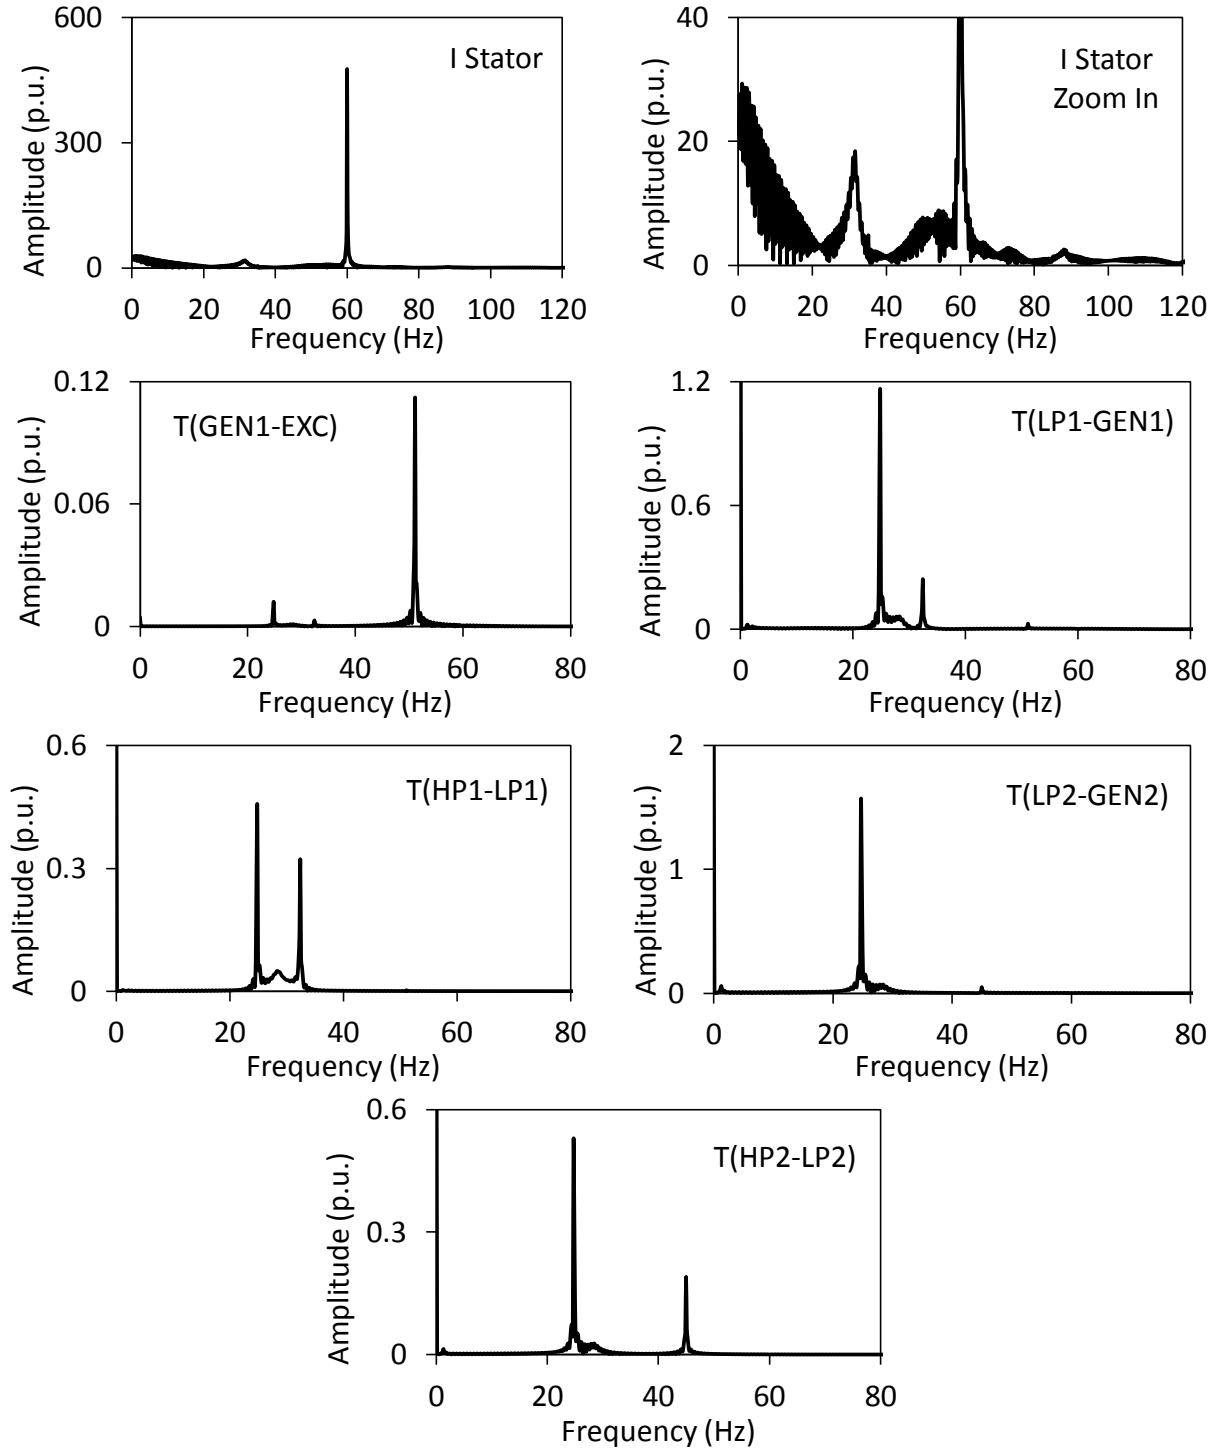 600
300
0
Amplitude (p.u.)
I Stator
0 20 40 60 80 100 120
Frequency (Hz)
40
20
0
Amplitude (p.u.)
I Stator
Zoom In
0 20 40 60 80 100 120
Frequency (Hz)
0.12
0.06
0
Amplitude (p.u.)
T(GEN1-EXC)
0 20 40 60 80
Frequency (Hz)
1.2
0.6
0
Amplitude (p.u.)
T(LP1-GEN1)
0 20 40 60 80
Frequency (Hz)
0.6
0.3
0
Amplitude (p.u.)
T(HP1-LP1)
0 20 40 60 80
Frequency (Hz)
2
1
0
Amplitude (p.u.)
T(LP2-GEN2)
0 20 40 60 80
Frequency (Hz)
0.6
0.3
0
Amplitude (p.u.)
T(HP2-LP2)
0 20 40 60 80
Frequency (Hz)